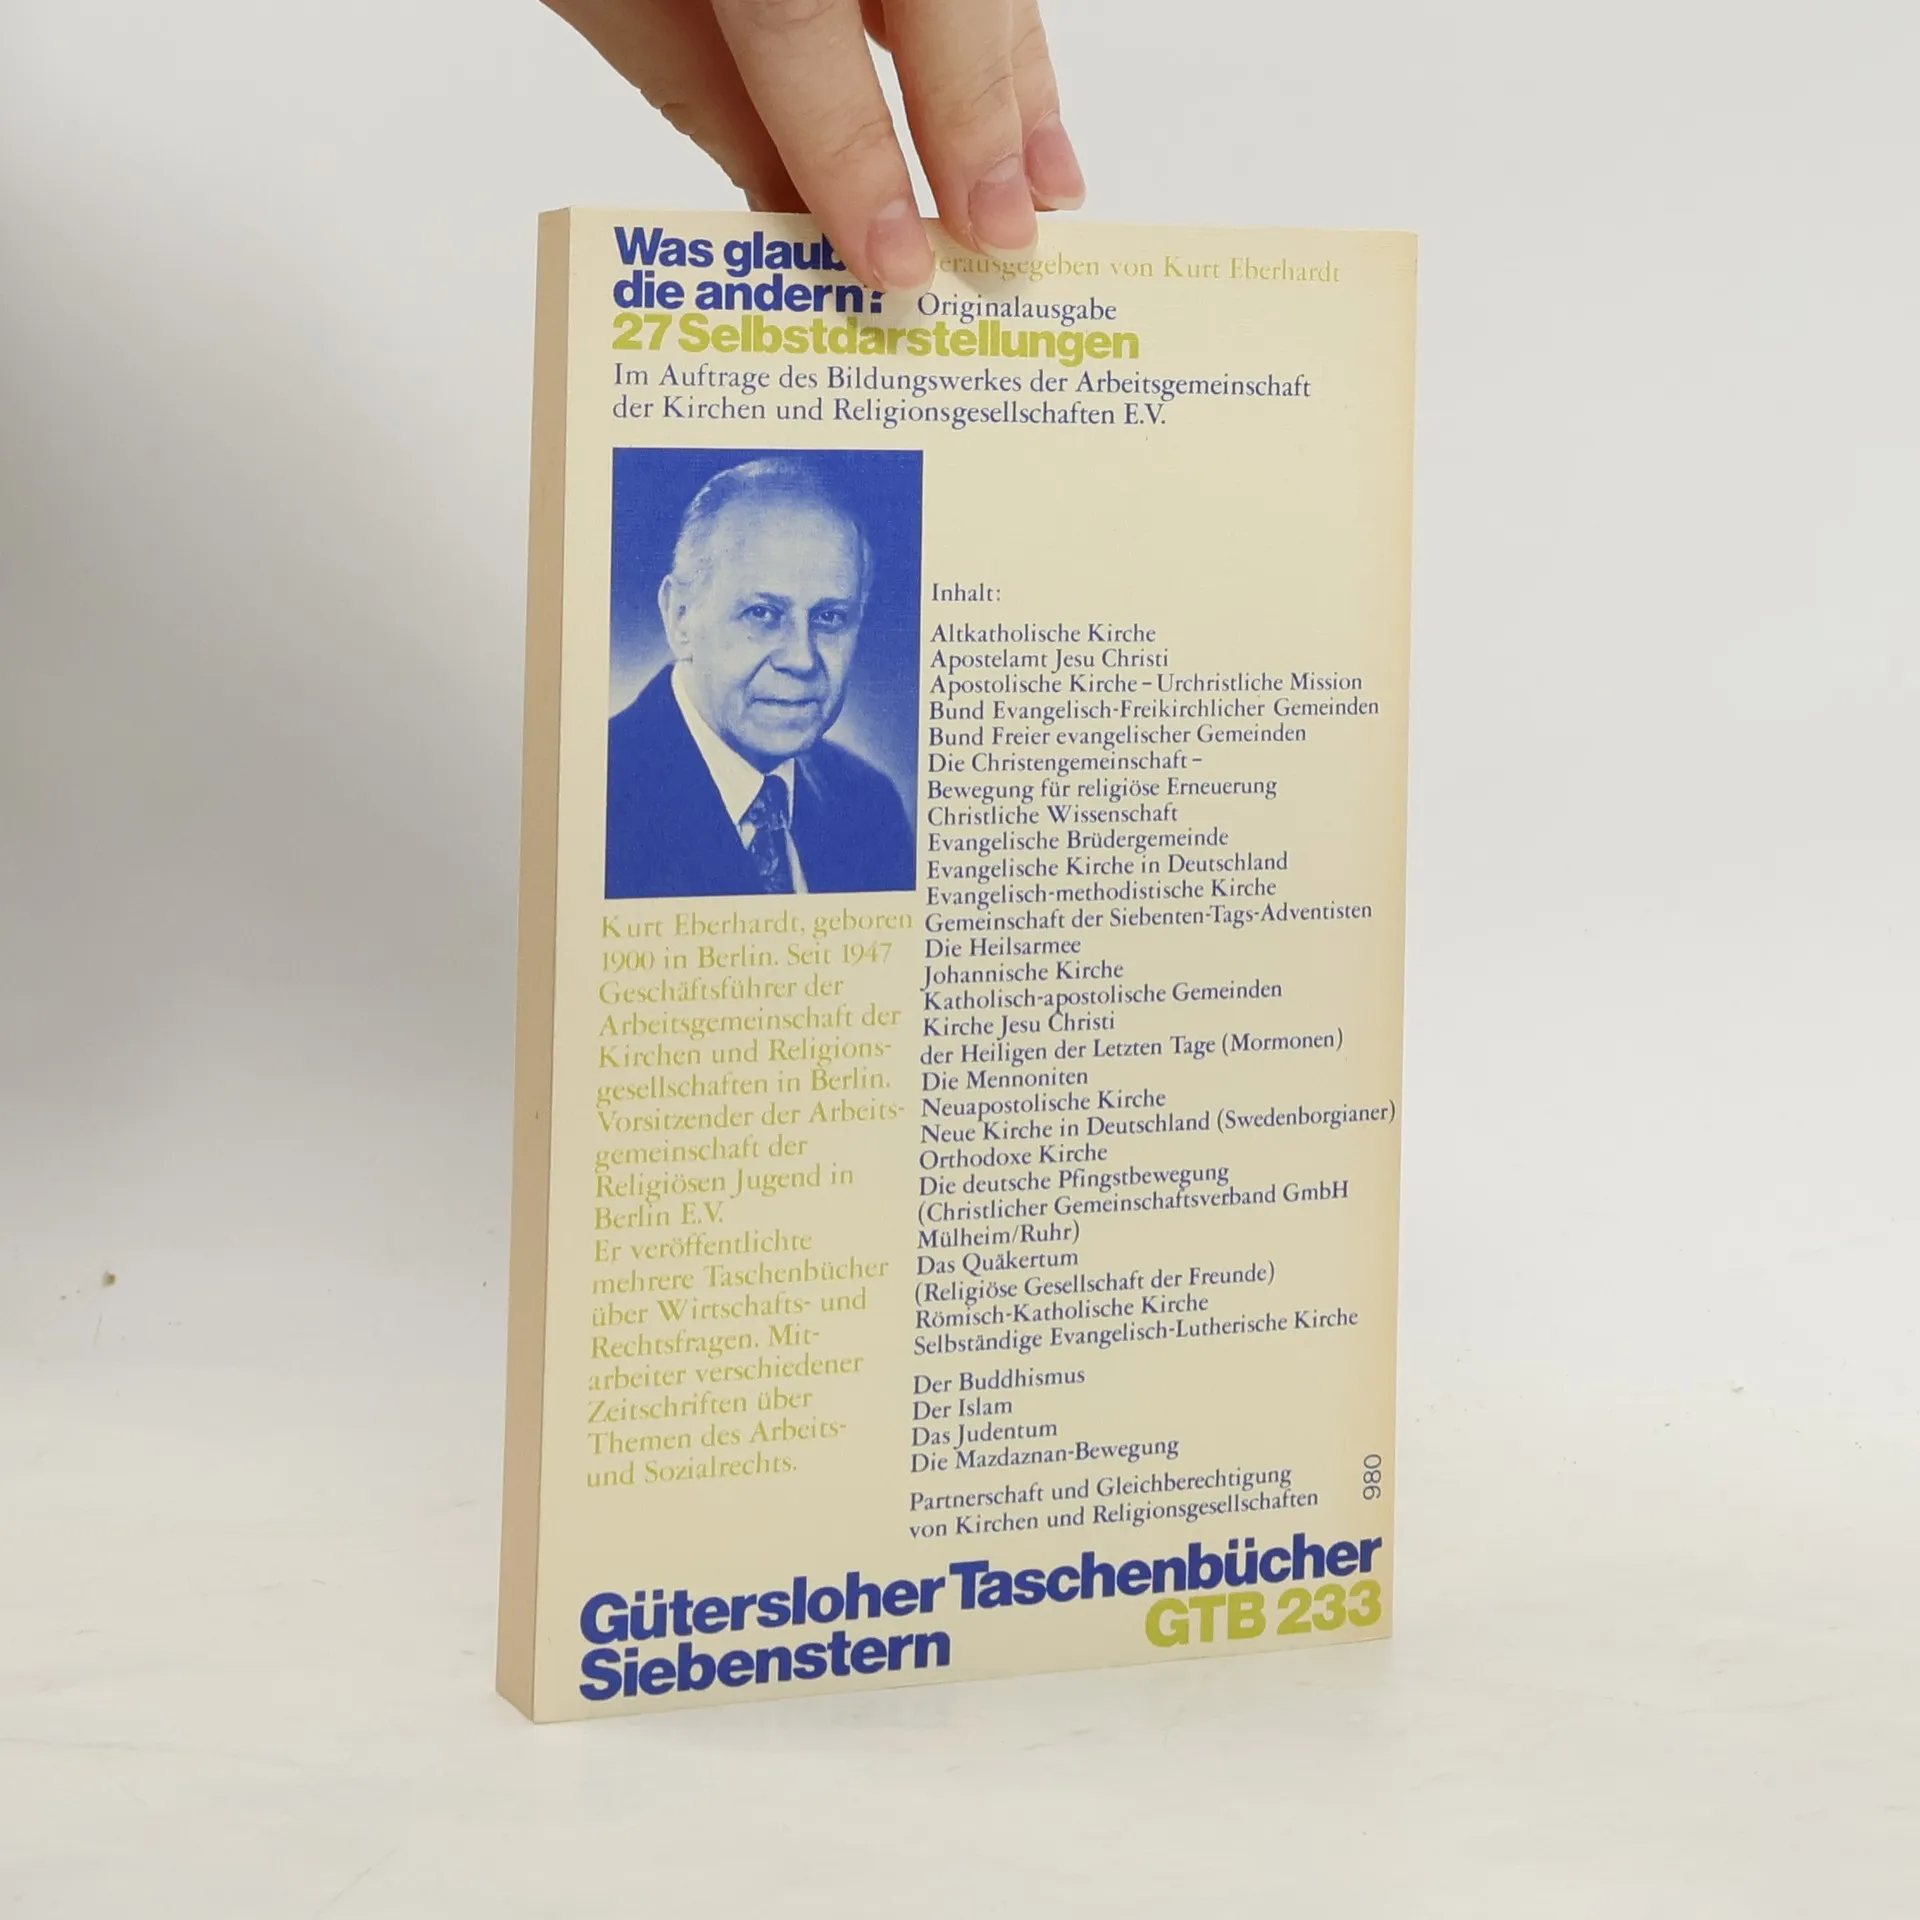 Was
die andern?
herausgegeben von Kurt Eberhardt
Originalausgabe
27 Selbstdarstellungen
Im Auftrage des Bildungswerkes der Arbeitsgemeinschaft
der Kirchen und Religionsgesellschaften E.V.
Kurt Eberhardt, geboren
1900 in Berlin. Seit 1947
Geschäftsführer der
Arbeitsgemeinschaft der
Kirchen und Religions-
gesellschaften in Berlin.
Vorsitzender der Arbeits-
gemeinschaft der
Religiösen Jugend in
Berlin E.V.
Er veröffentlichte
mehrere Taschenbücher
über Wirtschafts- und
Rechtsfragen. Mit-
arbeiter verschiedener
Zeitschriften über
Themen des Arbeits-
und Sozialrechts.
Inhalt:
Altkatholische Kirche
Apostelamt Jesu Christi
Apostolische Kirche – Urchristliche Mission
Bund Evangelisch-Freikirchlicher Gemeinden
Bund Freier evangelischer Gemeinden
Die Christengemeinschaft –
Bewegung für religiöse Erneuerung
Christliche Wissenschaft
Evangelische Brüdergemeinde
Evangelische Kirche in Deutschland
Evangelisch-methodistische Kirche
Gemeinschaft der Siebenten-Tags-Adventisten
Die Heilsarmee
Johannische Kirche
Katholisch-apostolische Gemeinden
Kirche Jesu Christi
der Heiligen der Letzten Tage (Mormonen)
Die Mennoniten
Neuapostolische Kirche
Neue Kirche in Deutschland (Swedenborgianer)
Orthodoxe Kirche
Die deutsche Pfingstbewegung
(Christlicher Gemeinschaftsverband GmbH
Mülheim/Ruhr)
Das Quäkertum
(Religiöse Gesellschaft der Freunde)
Römisch-Katholische Kirche
Selbständige Evangelisch-Lutherische Kirche
Der Buddhismus
Der Islam
Das Judentum
Die Mazdaznan-Bewegung
Partnerschaft und Gleichberechtigung
von Kirchen und Religionsgesellschaften
980
Gütersloher Taschenbücher
Siebenstern
GTB 233